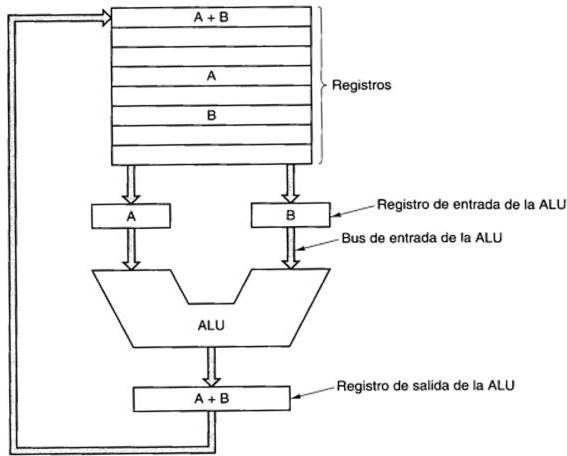 A + B
A
Registros
B
Registro de entrada de la ALU
A
B
Bus de entrada de la ALU
ALU
Registro de salida de la ALU
A + B